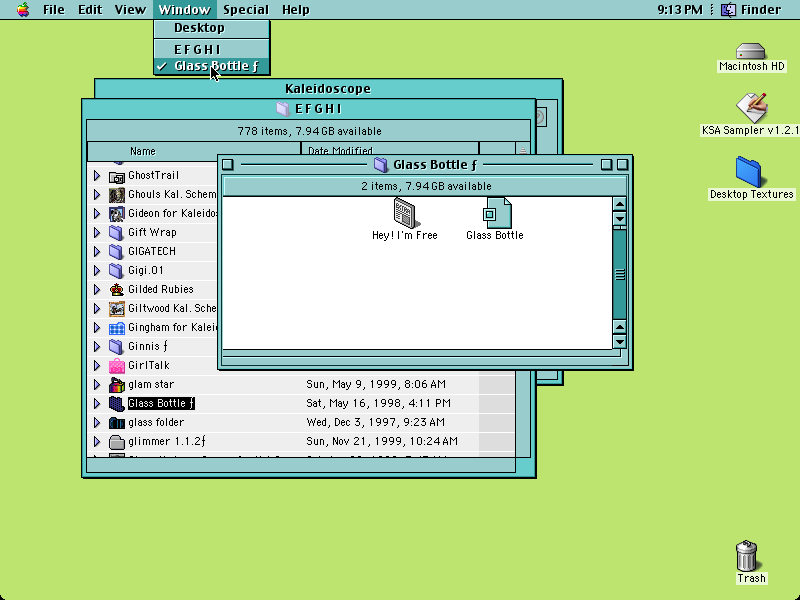 File Edit View Window Special Help 9:13 PM Finder
Desktop
E F G H I
✓ Glass Bottle ƒ
Macintosh HD
KSA Sampler v1.2.1
Desktop Textures
Trash
Kaleidoscope
E F G H I
778 items, 7.94 GB available
Name Date Modified
GhostTrail
Ghouls Kal. Schem
Gideon for Kaleido
Gift Wrap
GIGATECH
Gigi.01
Gilded Rubies
Giltwood Kal. Sche
Gingham for Kalei
Ginnis ƒ
GirlTalk
glam star Sun, May 9, 1999, 8:06 AM
Glass Bottle ƒ Sat, May 16, 1998, 4:11 PM
glass folder Wed, Dec 3, 1997, 9:23 AM
glimmer 1.1.2ƒ Sun, Nov 21, 1999, 10:24 AM
Glass Bottle ƒ
2 items, 7.94 GB available
Hey! I'm Free Glass Bottle